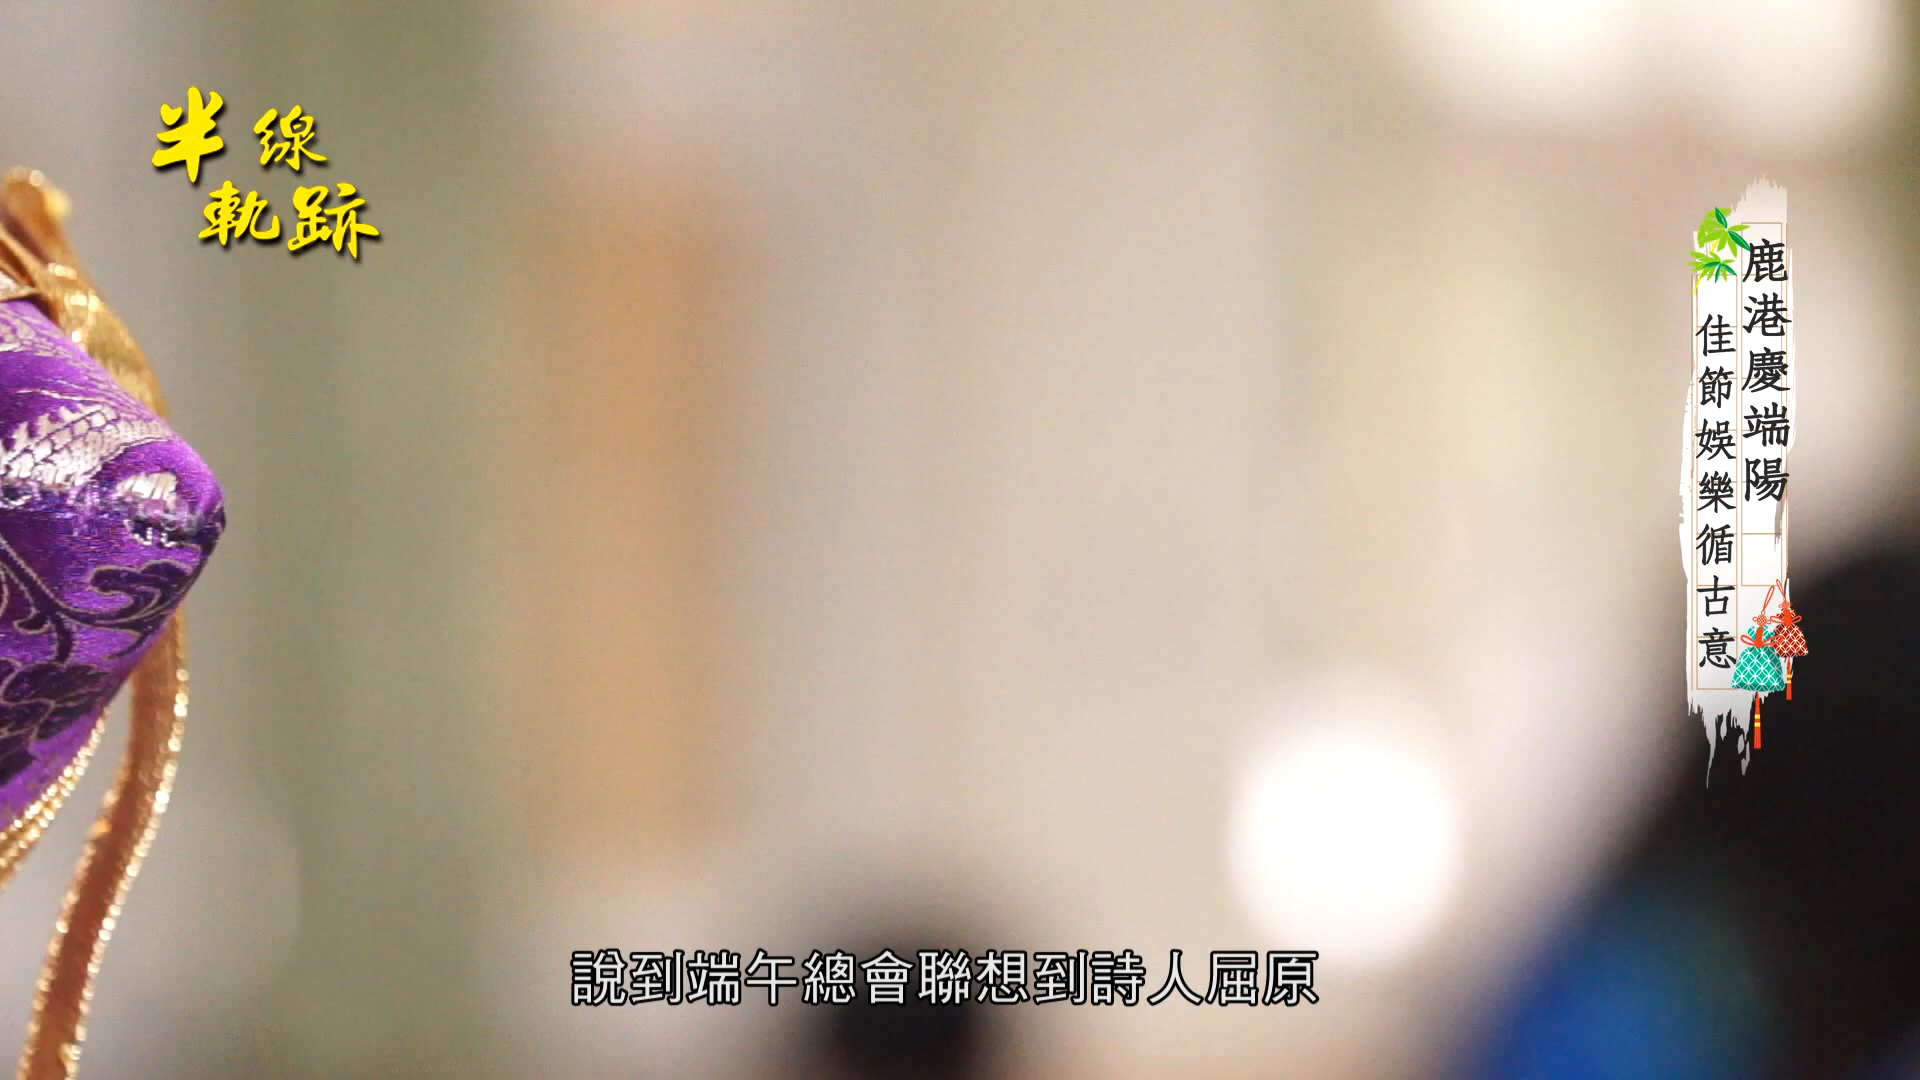 半線
軌跡
鹿港慶端陽
佳節娛樂循古意
說到端午總會聯想到詩人屈原